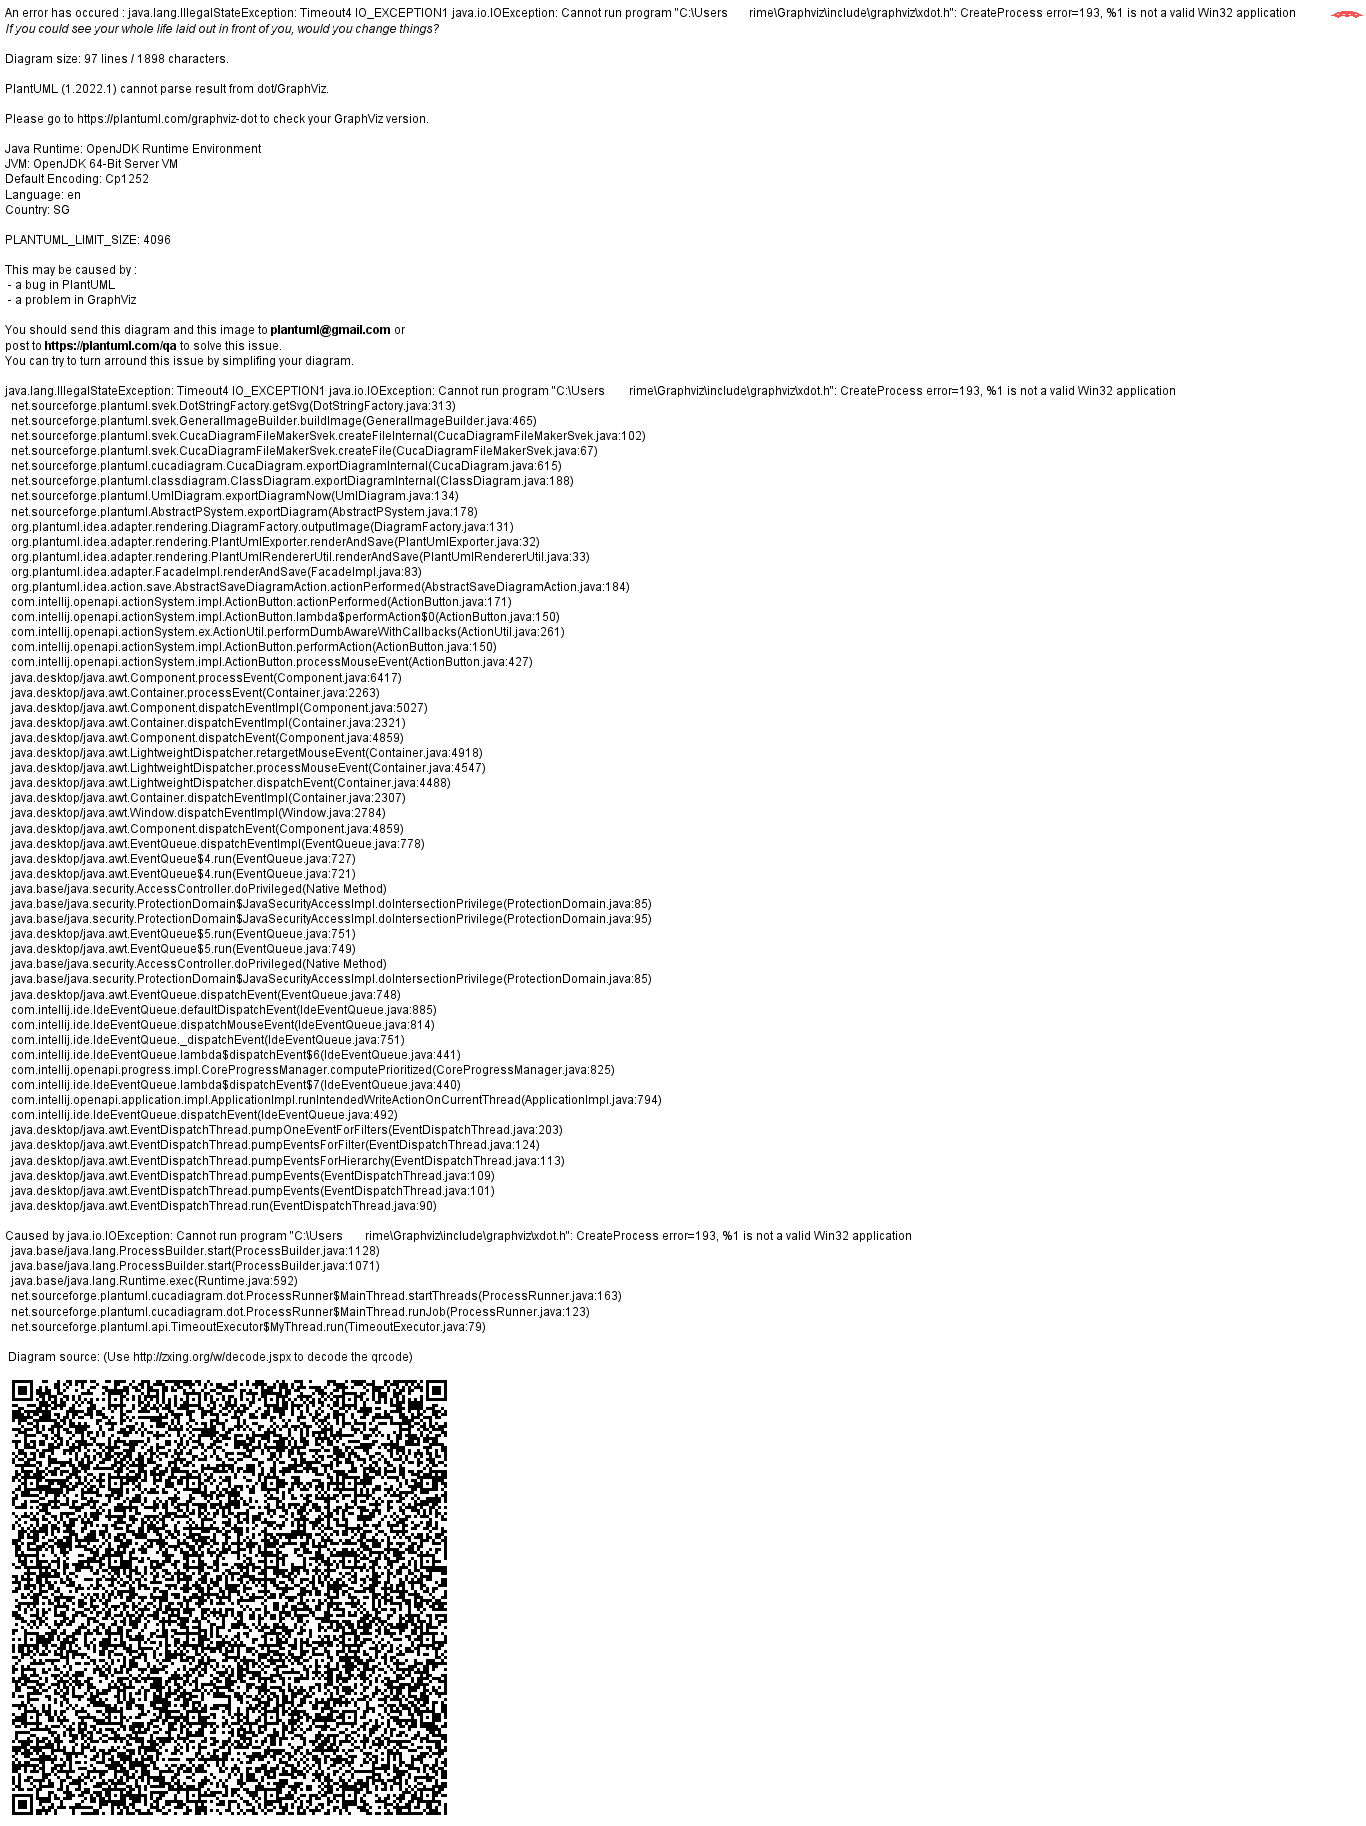 An error has occured : java.lang.IllegalStateException: Timeout4 IO_EXCEPTION1 java.io.IOException: Cannot run program "C:\Users rime\Graphviz\include\graphviz\xdot.h": CreateProcess error=193, %1 is not a valid Win32 application
If you could see your whole life laid out in front of you, would you change things?
Diagram size: 97 lines / 1898 characters.
PlantUML (1.2022.1) cannot parse result from dot/GraphViz.
Please go to https://plantuml.com/graphviz-dot to check your GraphViz version.
Java Runtime: OpenJDK Runtime Environment
JVM: OpenJDK 64-Bit Server VM
Default Encoding: Cp1252
Language: en
Country: SG
PLANTUML_LIMIT_SIZE: 4096
This may be caused by :
- a bug in PlantUML
- a problem in GraphViz
You should send this diagram and this image to plantuml@gmail.com or
post to https://plantuml.com/qa to solve this issue.
You can try to turn arround this issue by simplifing your diagram.
java.lang.IllegalStateException: Timeout4 IO_EXCEPTION1 java.io.IOException: Cannot run program "C:\Users rime\Graphviz\include\graphviz\xdot.h": CreateProcess error=193, %1 is not a valid Win32 application
net.sourceforge.plantuml.svek.DotStringFactory.getSvg(DotStringFactory.java:313)
net.sourceforge.plantuml.svek.GeneralImageBuilder.buildImage(GeneralImageBuilder.java:465)
net.sourceforge.plantuml.svek.CucaDiagramFileMakerSvek.createFileInternal(CucaDiagramFileMakerSvek.java:102)
net.sourceforge.plantuml.svek.CucaDiagramFileMakerSvek.createFile(CucaDiagramFileMakerSvek.java:67)
net.sourceforge.plantuml.cucadiagram.CucaDiagram.exportDiagramInternal(CucaDiagram.java:615)
net.sourceforge.plantuml.classdiagram.ClassDiagram.exportDiagramInternal(ClassDiagram.java:188)
net.sourceforge.plantuml.UmlDiagram.exportDiagramNow(UmlDiagram.java:134)
net.sourceforge.plantuml.AbstractPSystem.exportDiagram(AbstractPSystem.java:178)
org.plantuml.idea.adapter.rendering.DiagramFactory.outputImage(DiagramFactory.java:131)
org.plantuml.idea.adapter.rendering.PlantUmlExporter.renderAndSave(PlantUmlExporter.java:32)
org.plantuml.idea.adapter.rendering.PlantUmlRendererUtil.renderAndSave(PlantUmlRendererUtil.java:33)
org.plantuml.idea.adapter.FacadeImpl.renderAndSave(FacadeImpl.java:83)
org.plantuml.idea.action.save.AbstractSaveDiagramAction.actionPerformed(AbstractSaveDiagramAction.java:184)
com.intellij.openapi.actionSystem.impl.ActionButton.actionPerformed(ActionButton.java:171)
com.intellij.openapi.actionSystem.impl.ActionButton.lambda$performAction$0(ActionButton.java:150)
com.intellij.openapi.actionSystem.ex.ActionUtil.performDumbAwareWithCallbacks(ActionUtil.java:261)
com.intellij.openapi.actionSystem.impl.ActionButton.performAction(ActionButton.java:150)
com.intellij.openapi.actionSystem.impl.ActionButton.processMouseEvent(ActionButton.java:427)
java.desktop/java.awt.Component.processEvent(Component.java:6417)
java.desktop/java.awt.Container.processEvent(Container.java:2263)
java.desktop/java.awt.Component.dispatchEventImpl(Component.java:5027)
java.desktop/java.awt.Container.dispatchEventImpl(Container.java:2321)
java.desktop/java.awt.Component.dispatchEvent(Component.java:4859)
java.desktop/java.awt.LightweightDispatcher.retargetMouseEvent(Container.java:4918)
java.desktop/java.awt.LightweightDispatcher.processMouseEvent(Container.java:4547)
java.desktop/java.awt.LightweightDispatcher.dispatchEvent(Container.java:4488)
java.desktop/java.awt.Container.dispatchEventImpl(Container.java:2307)
java.desktop/java.awt.Window.dispatchEventImpl(Window.java:2784)
java.desktop/java.awt.Component.dispatchEvent(Component.java:4859)
java.desktop/java.awt.EventQueue.dispatchEventImpl(EventQueue.java:778)
java.desktop/java.awt.EventQueue$4.run(EventQueue.java:727)
java.desktop/java.awt.EventQueue$4.run(EventQueue.java:721)
java.base/java.security.AccessController.doPrivileged(Native Method)
java.base/java.security.ProtectionDomain$JavaSecurityAccessImpl.doIntersectionPrivilege(ProtectionDomain.java:85)
java.base/java.security.ProtectionDomain$JavaSecurityAccessImpl.doIntersectionPrivilege(ProtectionDomain.java:95)
java.desktop/java.awt.EventQueue$5.run(EventQueue.java:751)
java.desktop/java.awt.EventQueue$5.run(EventQueue.java:749)
java.base/java.security.AccessController.doPrivileged(Native Method)
java.base/java.security.ProtectionDomain$JavaSecurityAccessImpl.doIntersectionPrivilege(ProtectionDomain.java:85)
java.desktop/java.awt.EventQueue.dispatchEvent(EventQueue.java:748)
com.intellij.ide.IdeEventQueue.defaultDispatchEvent(IdeEventQueue.java:885)
com.intellij.ide.IdeEventQueue.dispatchMouseEvent(IdeEventQueue.java:814)
com.intellij.ide.IdeEventQueue._dispatchEvent(IdeEventQueue.java:751)
com.intellij.ide.IdeEventQueue.lambda$dispatchEvent$6(IdeEventQueue.java:441)
com.intellij.openapi.progress.impl.CoreProgressManager.computePrioritized(CoreProgressManager.java:825)
com.intellij.ide.IdeEventQueue.lambda$dispatchEvent$7(IdeEventQueue.java:440)
com.intellij.openapi.application.impl.ApplicationImpl.runIntendedWriteActionOnCurrentThread(ApplicationImpl.java:794)
com.intellij.ide.IdeEventQueue.dispatchEvent(IdeEventQueue.java:492)
java.desktop/java.awt.EventDispatchThread.pumpOneEventForFilters(EventDispatchThread.java:203)
java.desktop/java.awt.EventDispatchThread.pumpEventsForFilter(EventDispatchThread.java:124)
java.desktop/java.awt.EventDispatchThread.pumpEventsForHierarchy(EventDispatchThread.java:113)
java.desktop/java.awt.EventDispatchThread.pumpEvents(EventDispatchThread.java:109)
java.desktop/java.awt.EventDispatchThread.pumpEvents(EventDispatchThread.java:101)
java.desktop/java.awt.EventDispatchThread.run(EventDispatchThread.java:90)
Caused by java.io.IOException: Cannot run program "C:\Users rime\Graphviz\include\graphviz\xdot.h": CreateProcess error=193, %1 is not a valid Win32 application
java.base/java.lang.ProcessBuilder.start(ProcessBuilder.java:1128)
java.base/java.lang.ProcessBuilder.start(ProcessBuilder.java:1071)
java.base/java.lang.Runtime.exec(Runtime.java:592)
net.sourceforge.plantuml.cucadiagram.dot.ProcessRunner$MainThread.startThreads(ProcessRunner.java:163)
net.sourceforge.plantuml.cucadiagram.dot.ProcessRunner$MainThread.runJob(ProcessRunner.java:123)
net.sourceforge.plantuml.api.TimeoutExecutor$MyThread.run(TimeoutExecutor.java:79)
Diagram source: (Use http://zxing.org/w/decode.jspx to decode the qrcode)